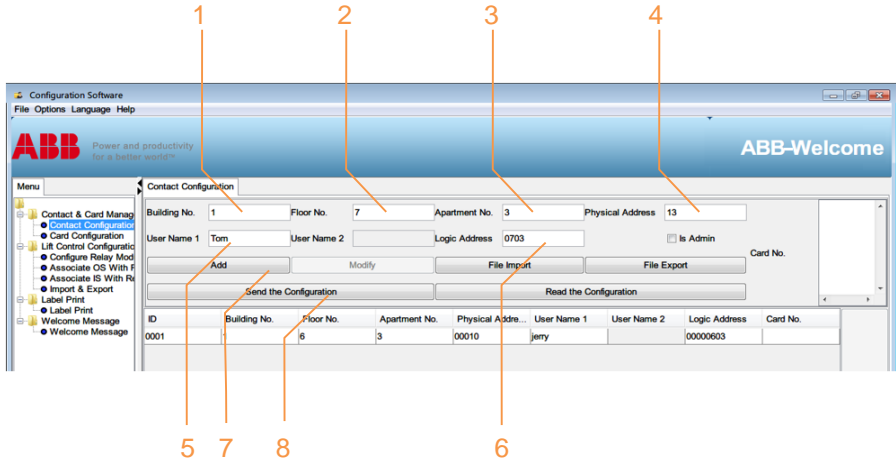 1 2 3 4
Configuration Software
File Options Language Help
ABB Power and productivity
for a better world™
ABB-Welcome
Menu
Contact Configuration
Contact & Card Manag
Contact Configuration
Card Configuration
Lift Control Configuratio
Configure Relay Mod
Associate OS With F
Associate IS With Re
Import & Export
Label Print
Label Print
Welcome Message
Welcome Message
Building No. 1 Floor No. 7 Apartment No. 3 Physical Address 13
User Name 1 Tom User Name 2 Logic Address 0703 Is Admin
Card No.
Add Modify File Import File Export
Send the Configuration Read the Configuration
ID Building No. Floor No. Apartment No. Physical Addre... User Name 1 User Name 2 Logic Address Card No.
0001 1 6 3 00010 jerry 00000603
5 7 8 6